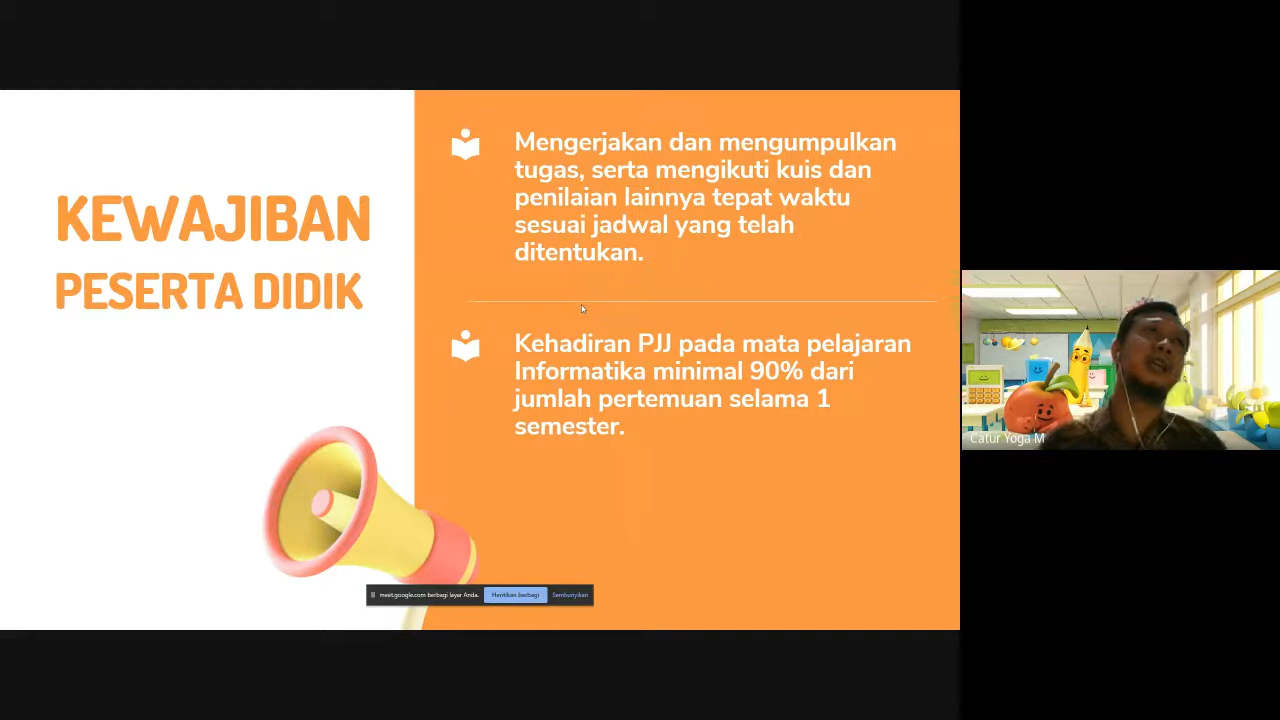 KEWAJIBAN
PESERTA DIDIK
Mengerjakan dan mengumpulkan
tugas, serta mengikuti kuis dan
penilaian lainnya tepat waktu
sesuai jadwal yang telah
ditentukan.
Kehadiran PJJ pada mata pelajaran
Informatika minimal 90% dari
jumlah pertemuan selama 1
semester.
meet.google.com berbagi layar Anda.
Hentikan berbagi
Sembunyikan
Catur Yoga M